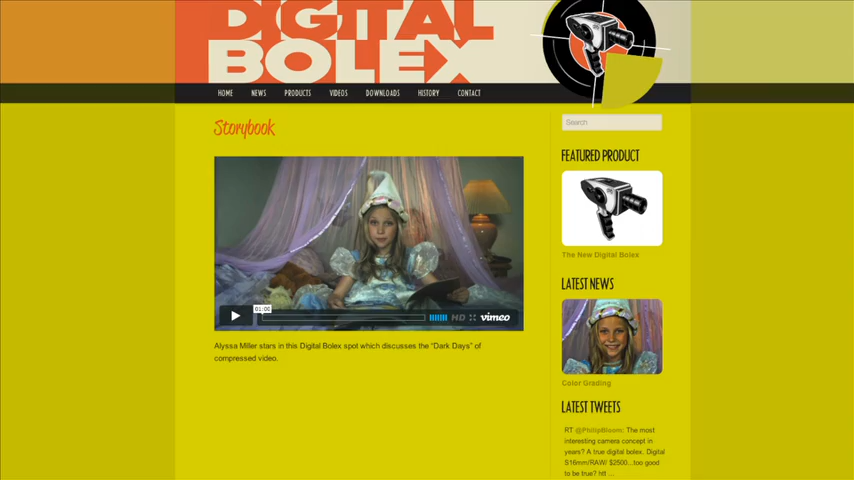 DIGITAL
BOLEX
HOME NEWS PRODUCTS VIDEOS DOWNLOADS HISTORY CONTACT
Storybook
Search
FEATURED PRODUCT
The New Digital Bolex
LATEST NEWS
01:00
HD vimeo
Alyssa Miller stars in this Digital Bolex spot which discusses the "Dark Days" of
compressed video.
Color Grading
LATEST TWEETS
RT @PhilipBloom: The most
interesting camera concept in
years? A true digital bolex. Digital
S16mm/RAW/ $2500...too good
to be true? htt ...